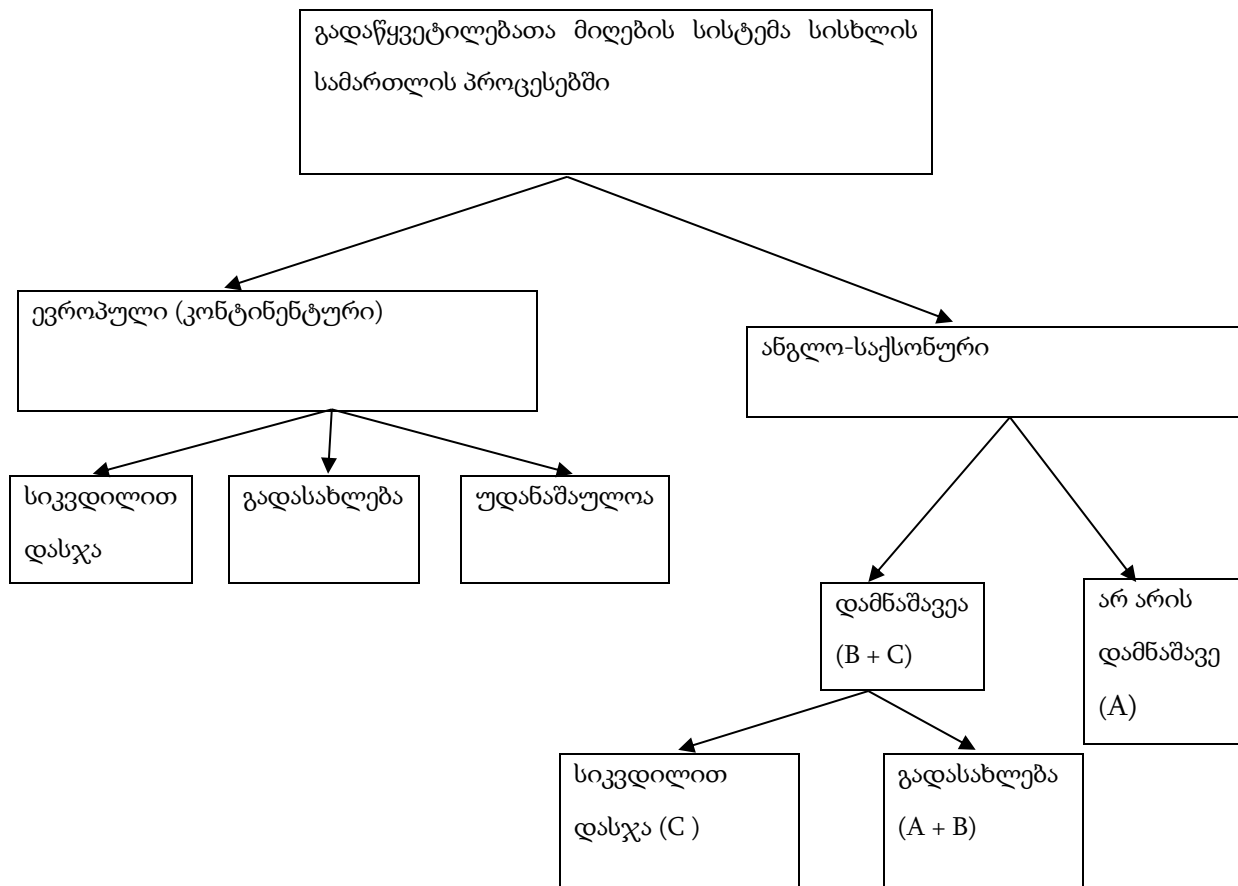 გადაწყვეტილებათა მიღების სისტემა სისხლის
სამართლის პროცესებში
ევროპული (კონტინენტური)
ანგლო-საქსონური
სიკვდილით
დასჯა
გადასახლება
უდანაშაულოა
დამნაშავეა
(B + C)
არ არის
დამნაშავე
(A)
სიკვდილით
დასჯა (C )
გადასახლება
(A + B)